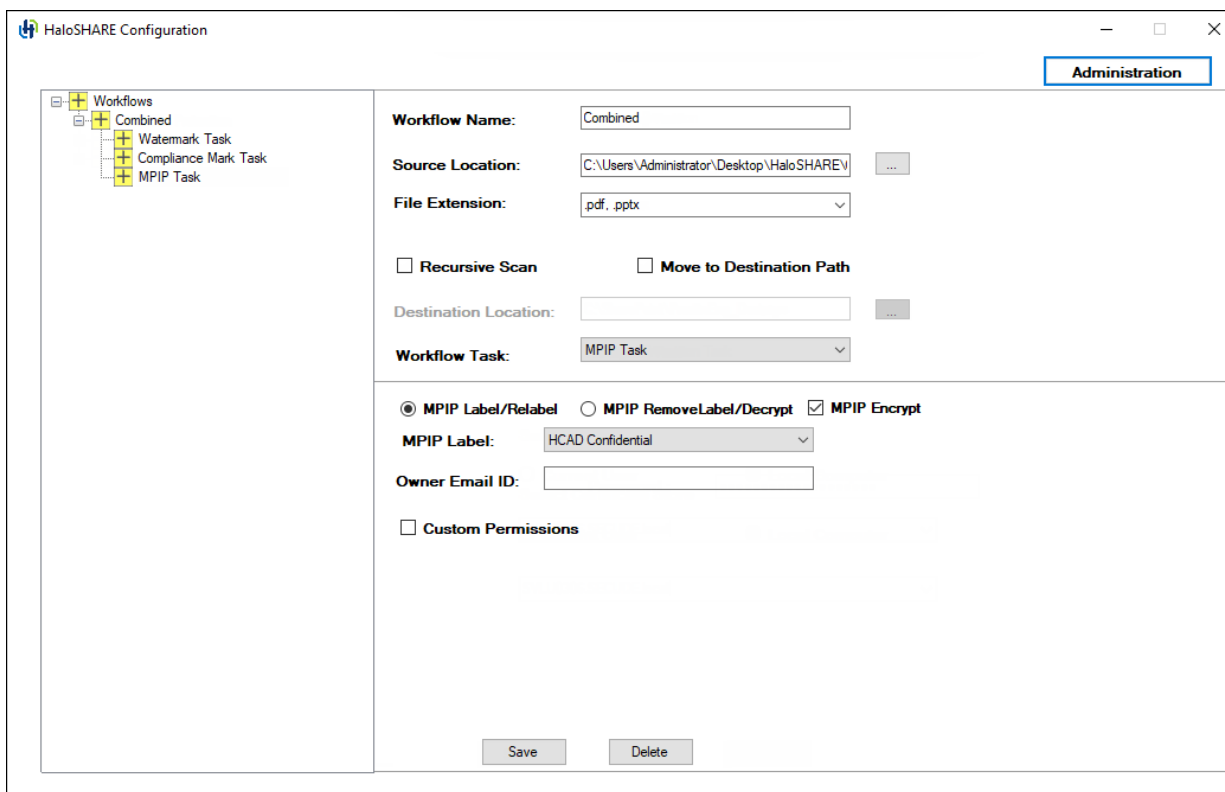 HaloSHARE Configuration
Administration
Workflows
Combined
Watermark Task
Compliance Mark Task
MPIP Task
Workflow Name:
Combined
Source Location:
C:\Users\Administrator\Desktop\HaloSHARE\
...
File Extension:
.pdf, .pptx
Recursive Scan
Move to Destination Path
Destination Location:
...
Workflow Task:
MPIP Task
MPIP Label/Relabel
MPIP RemoveLabel/Decrypt
MPIP Encrypt
MPIP Label:
HCAD Confidential
Owner Email ID:
Custom Permissions
Save
Delete